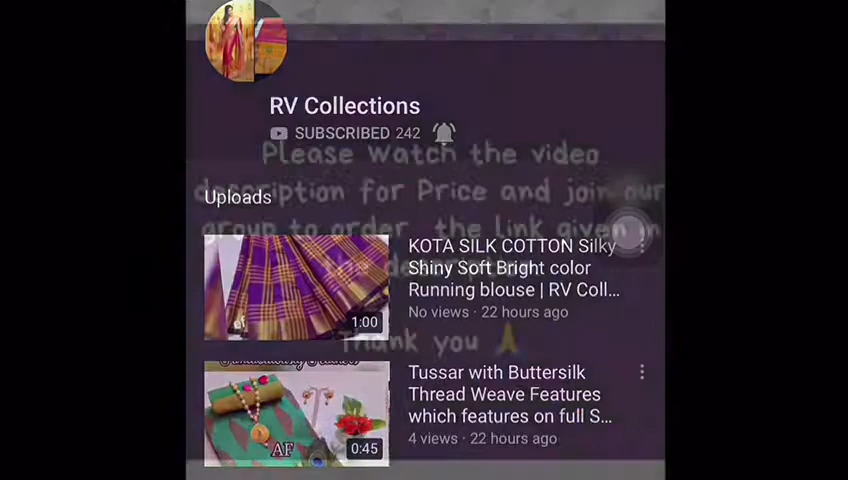 RV Collections
SUBSCRIBED 242
Please watch the video
description for Price and join our
Uploads
group to order the link given in
the description
KOTA SILK COTTON Silky
Shiny Soft Bright color
Running blouse | RV Coll...
No views · 22 hours ago
1:00
Thank you 🙏
Tussar with Buttersilk
Thread Weave Features
which features on full S...
4 views · 22 hours ago
AF
0:45